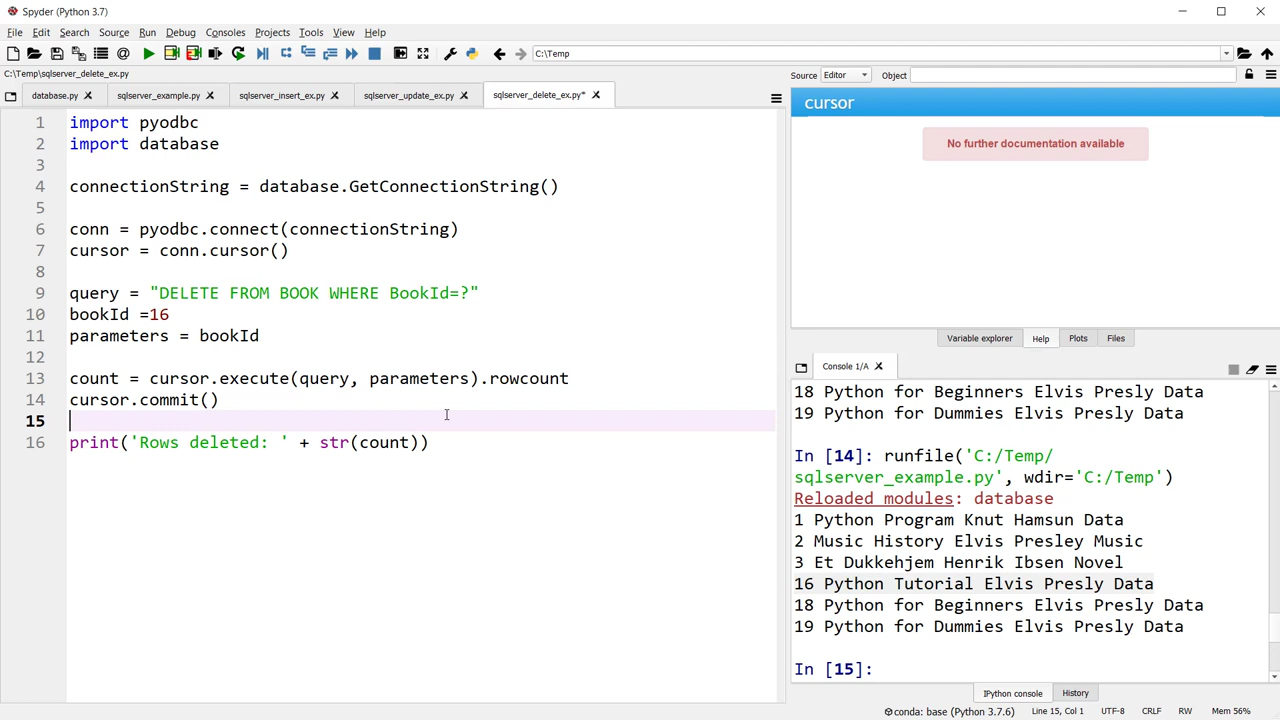 Spyder (Python 3.7)
File Edit Search Source Run Debug Consoles Projects Tools View Help
C:\Temp
C:\Temp\sqlserver_delete_ex.py
database.py sqlserver_example.py sqlserver_insert_ex.py sqlserver_update_ex.py sqlserver_delete_ex.py*
1 import pyodbc
2 import database
3
4 connectionString = database.GetConnectionString()
5
6 conn = pyodbc.connect(connectionString)
7 cursor = conn.cursor()
8
9 query = "DELETE FROM BOOK WHERE BookId=?"
10 bookId =16
11 parameters = bookId
12
13 count = cursor.execute(query, parameters).rowcount
14 cursor.commit()
15
16 print('Rows deleted: ' + str(count))
Source Editor Object
cursor
No further documentation available
Variable explorer Help Plots Files
Console 1/A
18 Python for Beginners Elvis Presly Data
19 Python for Dummies Elvis Presly Data
In [14]: runfile('C:/Temp/
sqlserver_example.py', wdir='C:/Temp')
Reloaded modules: database
1 Python Program Knut Hamsun Data
2 Music History Elvis Presley Music
3 Et Dukkehjem Henrik Ibsen Novel
16 Python Tutorial Elvis Presly Data
18 Python for Beginners Elvis Presly Data
19 Python for Dummies Elvis Presly Data
In [15]:
IPython console History
conda: base (Python 3.7.6) Line 15, Col 1 UTF-8 CRLF RW Mem 56%